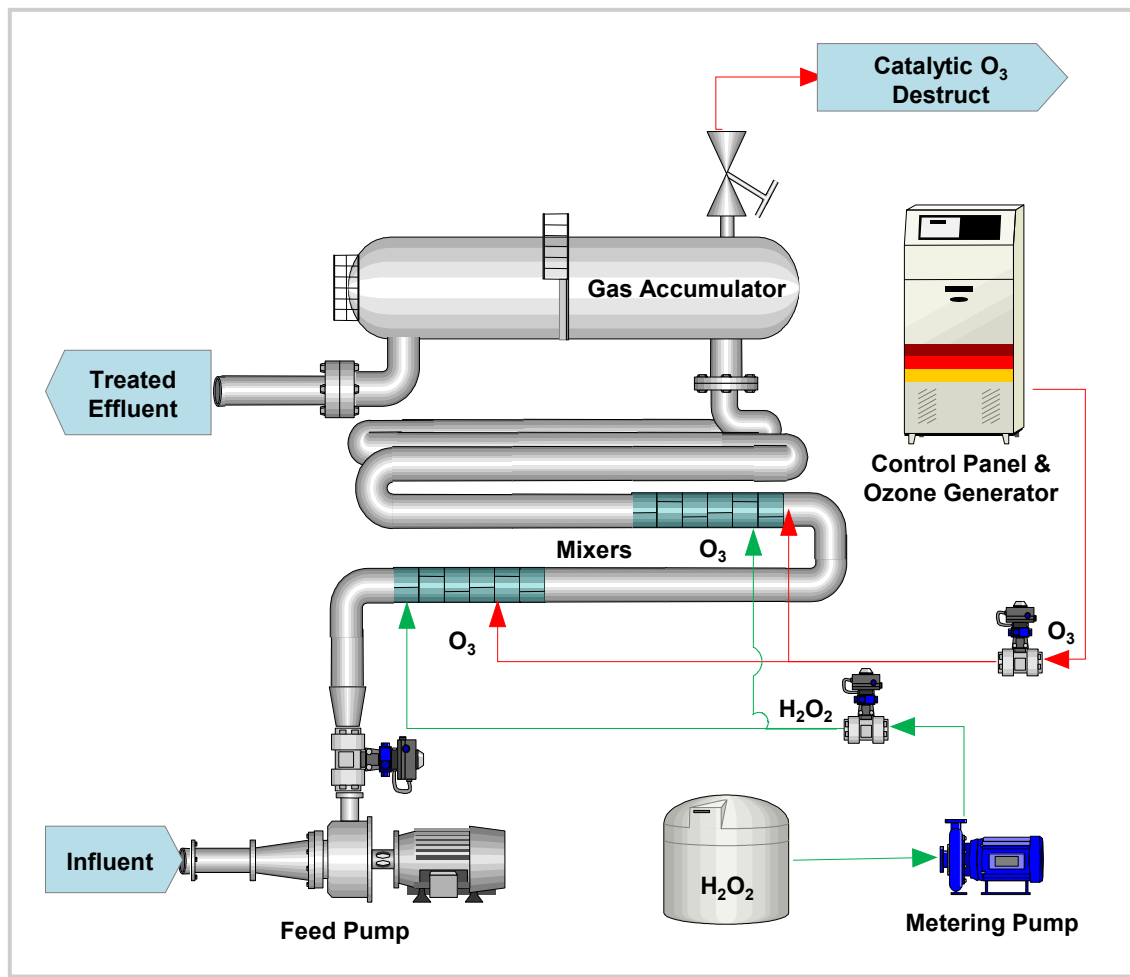 Catalytic O₃
Destruct
Gas Accumulator
Treated
Effluent
Control Panel &
Ozone Generator
Mixers
O₃
O₃
O₃
H₂O₂
Influent
H₂O₂
Feed Pump
Metering Pump